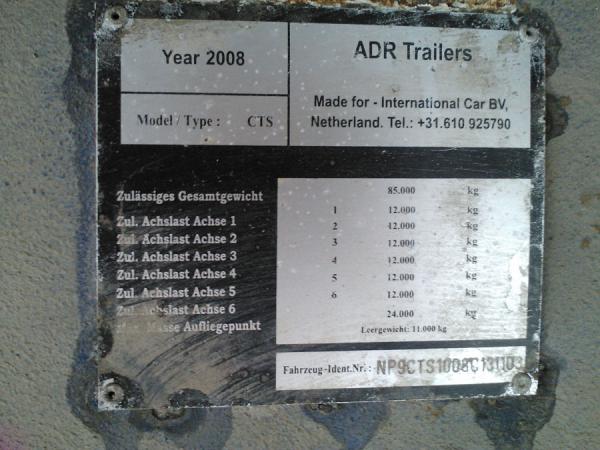 Year 2008
ADR Trailers
Model / Type : CTS
Made for - International Car BV,
Netherland. Tel.: +31.610 925790
Zulässiges Gesamtgewicht 85.000 kg
Zul. Achslast Achse 1 1 12.000 kg
Zul. Achslast Achse 2 2 12.000 kg
Zul. Achslast Achse 3 3 12.000 kg
Zul. Achslast Achse 4 4 12.000 kg
Zul. Achslast Achse 5 5 12.000 kg
Zul. Achslast Achse 6 6 12.000 kg
Masse Aufliegepunkt 24.000 kg
Leergewicht: 11.000 kg
Fahrzeug-Ident.Nr.: NP9CTS1008C131103